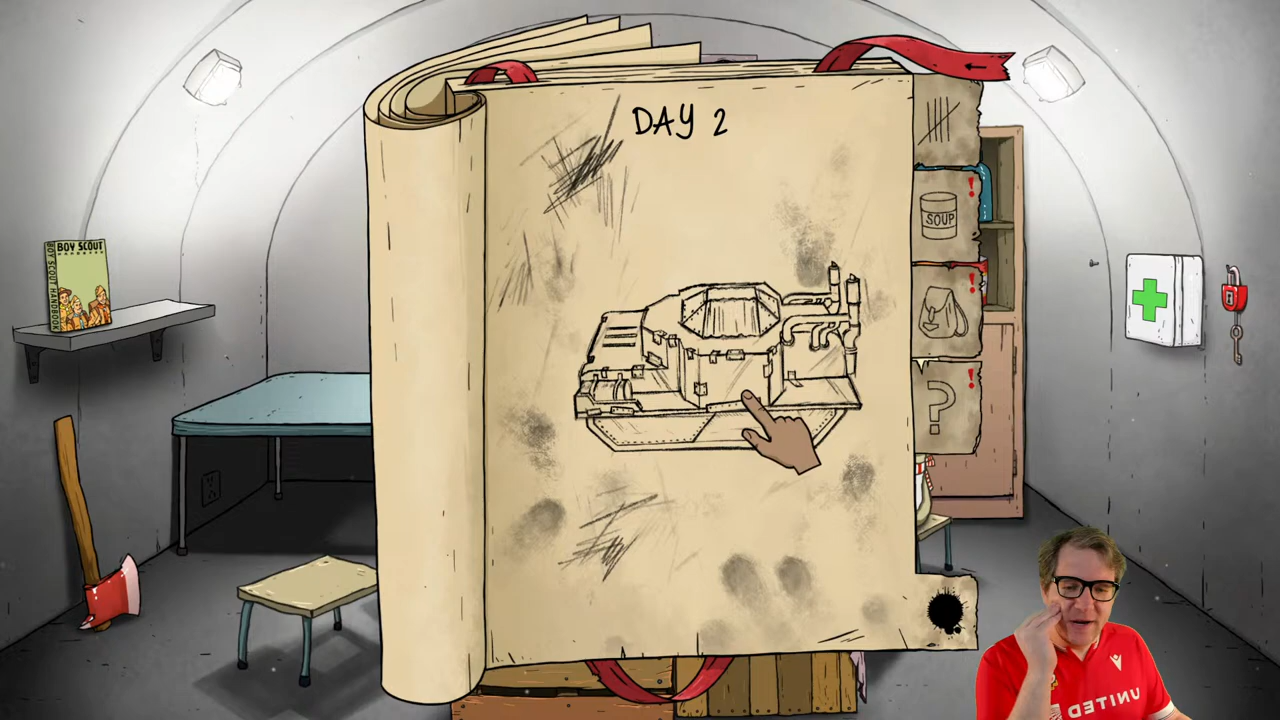 DAY 2
SOUP
?
!
!
!
BOY SCOUT
BOY SCOUT HANDBOOK
UNITED